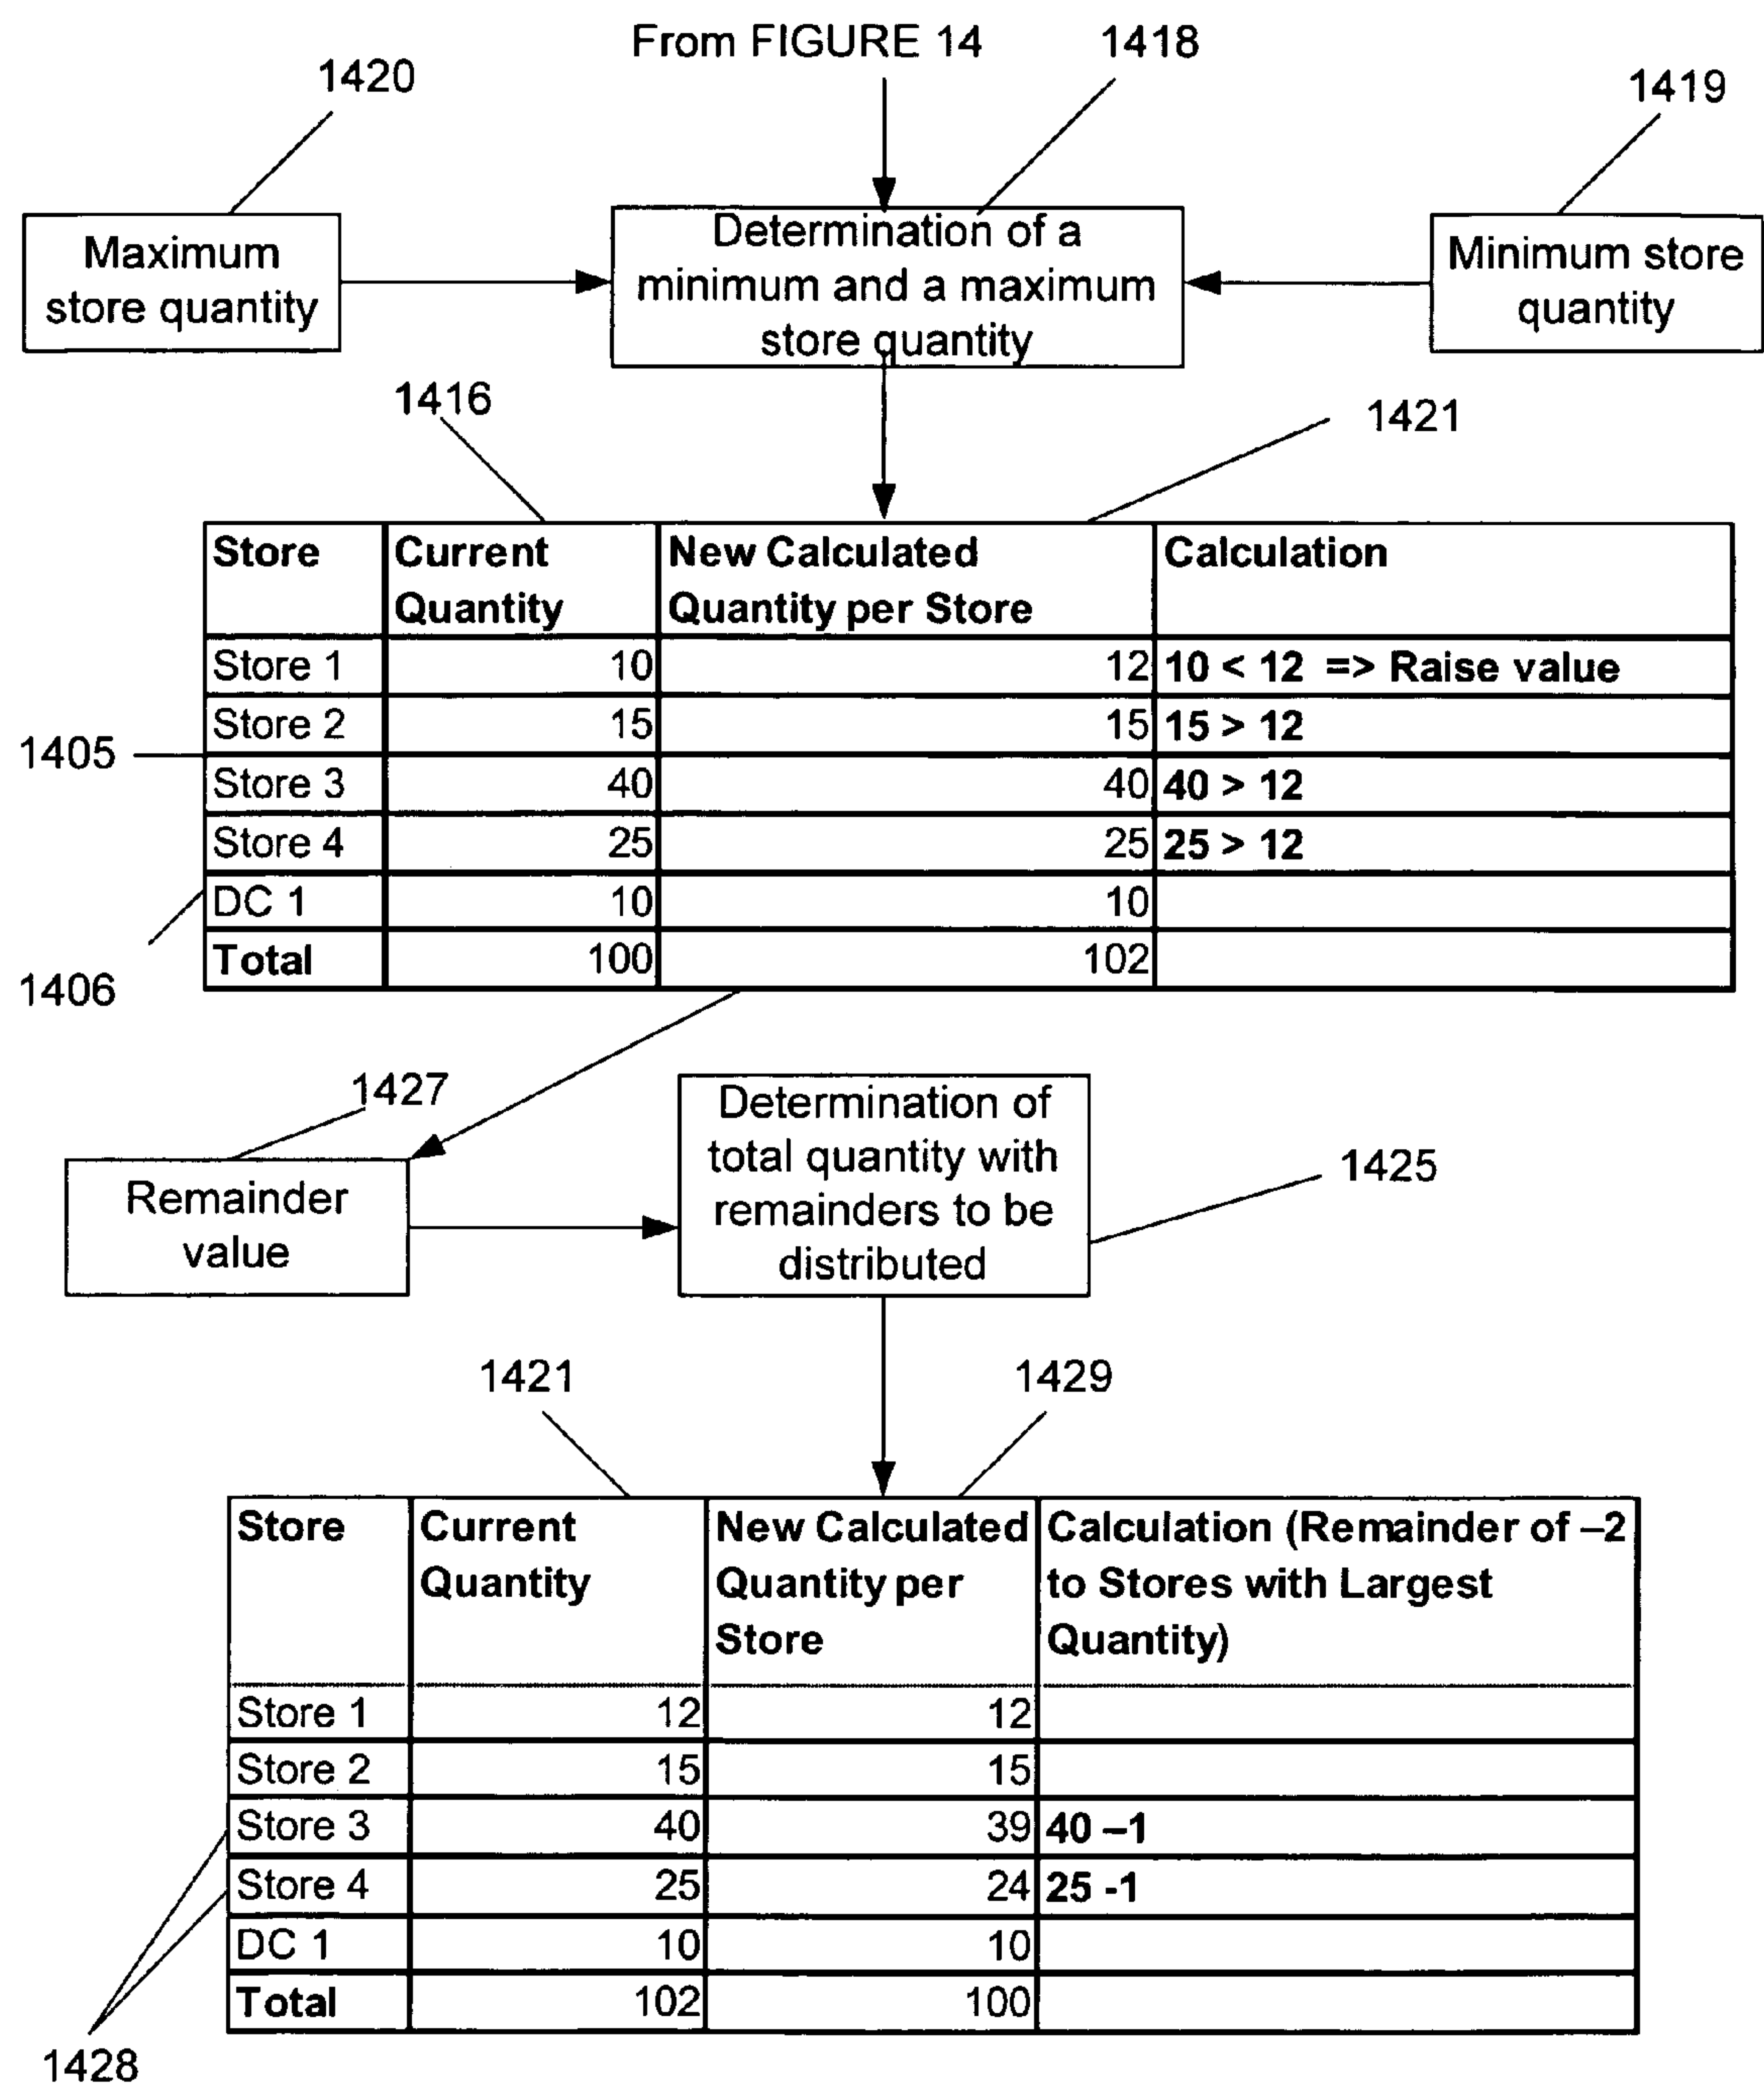 From FIGURE 14
1418
1420
1419
Maximum
store quantity
Determination of a
minimum and a maximum
store quantity
Minimum store
quantity
1416
1421
Store Current Quantity New Calculated Quantity per Store Calculation
Store 1 10 12 10 < 12 => Raise value
Store 2 15 15 15 > 12
1405
Store 3 40 40 40 > 12
Store 4 25 25 25 > 12
DC 1 10 10
Total 100 102
1406
1427
Remainder
value
Determination of
total quantity with
remainders to be
distributed
1425
1421
1429
Store Current Quantity New Calculated Quantity per Store Calculation (Remainder of –2 to Stores with Largest Quantity)
Store 1 12 12
Store 2 15 15
Store 3 40 39 40 –1
Store 4 25 24 25 -1
DC 1 10 10
Total 102 100
1428